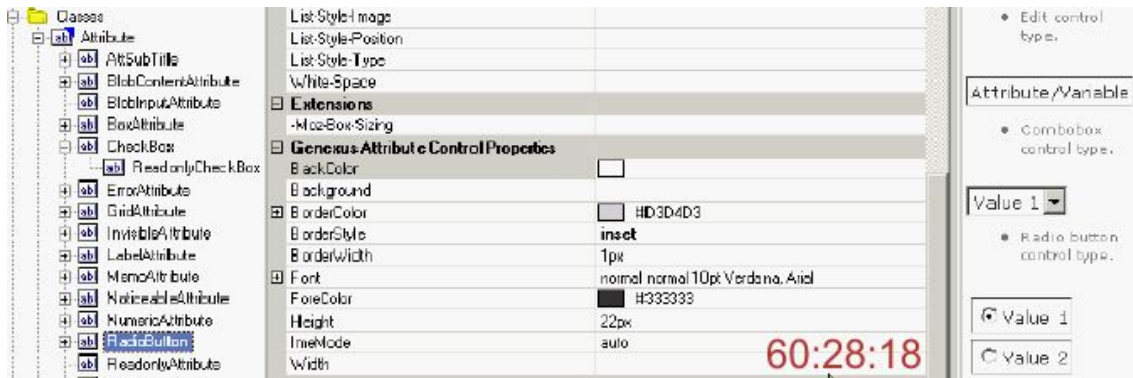 Classes
Attribute
AttSubTitle
BlobContentAttribute
BlobInputAttribute
BoxAttribute
CheckBox
ReadonlyCheckBox
ErrorAttribute
GridAttribute
InvisibleAttribute
LabelAttribute
MemoAttribute
NoticeableAttribute
NumericAttribute
RadioButton
ReadonlyAttribute
List-Style-Image
List-Style-Position
List-Style-Type
White-Space
Extensions
-Moz-Box-Sizing
Genexus Attribute Control Properties
BackColor
Background
BorderColor #D3D4D3
BorderStyle inset
BorderWidth 1px
Font normal normal 10pt Verdana, Arial
ForeColor #333333
Height 22px
ImeMode auto
Width
60:28:18
Edit control
type.
Attribute/Variable
Combobox
control type.
Value 1
Radio button
control type.
Value 1
Value 2